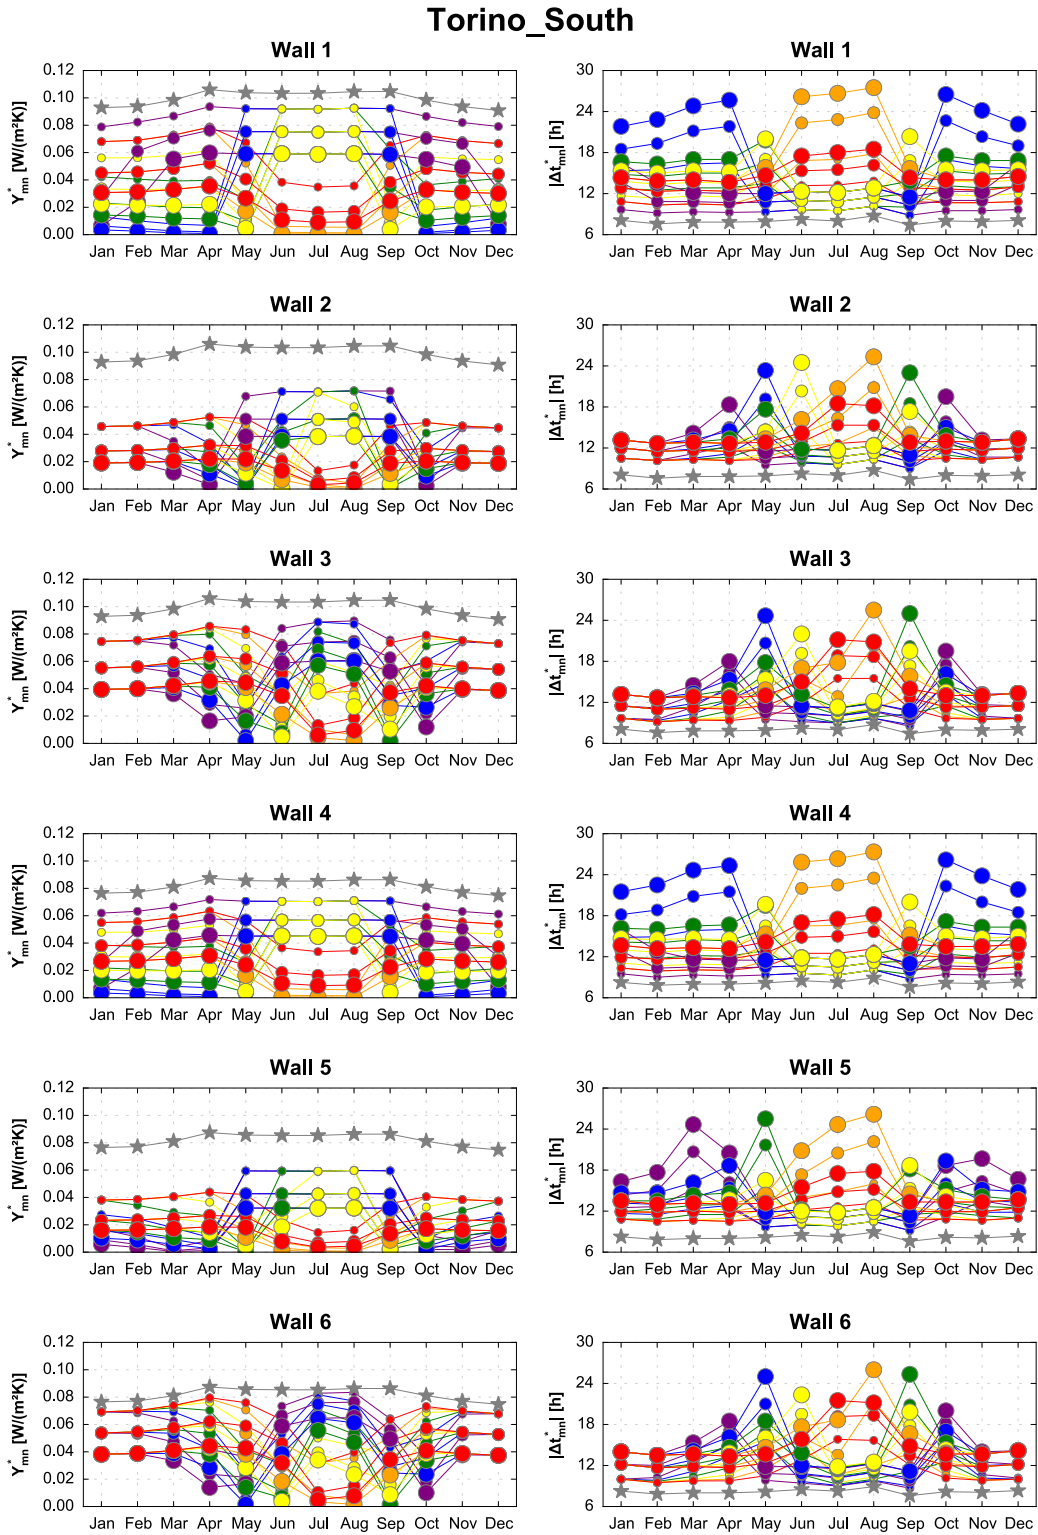 Torino_South
Wall 1
Wall 1
Y*mn [W/(m²K)]
0.12
0.10
0.08
0.06
0.04
0.02
0.00
Jan Feb Mar Apr May Jun Jul Aug Sep Oct Nov Dec
|Δt*mn| [h]
30
24
18
12
6
Jan Feb Mar Apr May Jun Jul Aug Sep Oct Nov Dec
Wall 2
Wall 2
Y*mn [W/(m²K)]
0.12
0.10
0.08
0.06
0.04
0.02
0.00
Jan Feb Mar Apr May Jun Jul Aug Sep Oct Nov Dec
|Δt*mn| [h]
30
24
18
12
6
Jan Feb Mar Apr May Jun Jul Aug Sep Oct Nov Dec
Wall 3
Wall 3
Y*mn [W/(m²K)]
0.12
0.10
0.08
0.06
0.04
0.02
0.00
Jan Feb Mar Apr May Jun Jul Aug Sep Oct Nov Dec
|Δt*mn| [h]
30
24
18
12
6
Jan Feb Mar Apr May Jun Jul Aug Sep Oct Nov Dec
Wall 4
Wall 4
Y*mn [W/(m²K)]
0.12
0.10
0.08
0.06
0.04
0.02
0.00
Jan Feb Mar Apr May Jun Jul Aug Sep Oct Nov Dec
|Δt*mn| [h]
30
24
18
12
6
Jan Feb Mar Apr May Jun Jul Aug Sep Oct Nov Dec
Wall 5
Wall 5
Y*mn [W/(m²K)]
0.12
0.10
0.08
0.06
0.04
0.02
0.00
Jan Feb Mar Apr May Jun Jul Aug Sep Oct Nov Dec
|Δt*mn| [h]
30
24
18
12
6
Jan Feb Mar Apr May Jun Jul Aug Sep Oct Nov Dec
Wall 6
Wall 6
Y*mn [W/(m²K)]
0.12
0.10
0.08
0.06
0.04
0.02
0.00
Jan Feb Mar Apr May Jun Jul Aug Sep Oct Nov Dec
|Δt*mn| [h]
30
24
18
12
6
Jan Feb Mar Apr May Jun Jul Aug Sep Oct Nov Dec